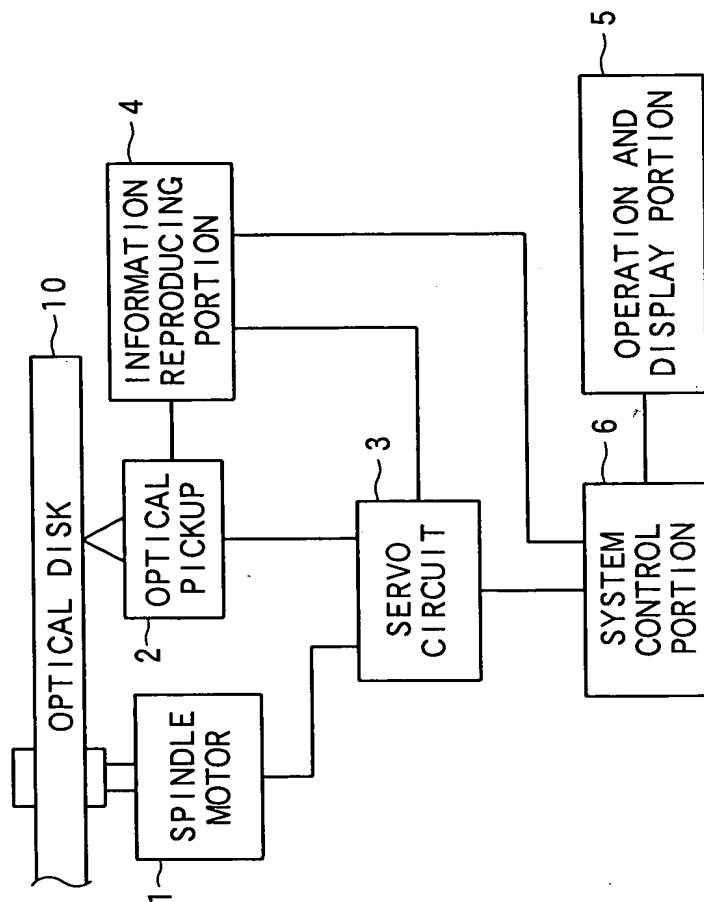 OPTICAL DISK
10
SPINDLE
MOTOR
1
OPTICAL
PICKUP
2
INFORMATION
REPRODUCING
PORTION
4
SERVO
CIRCUIT
3
SYSTEM
CONTROL
PORTION
6
OPERATION AND
DISPLAY PORTION
5